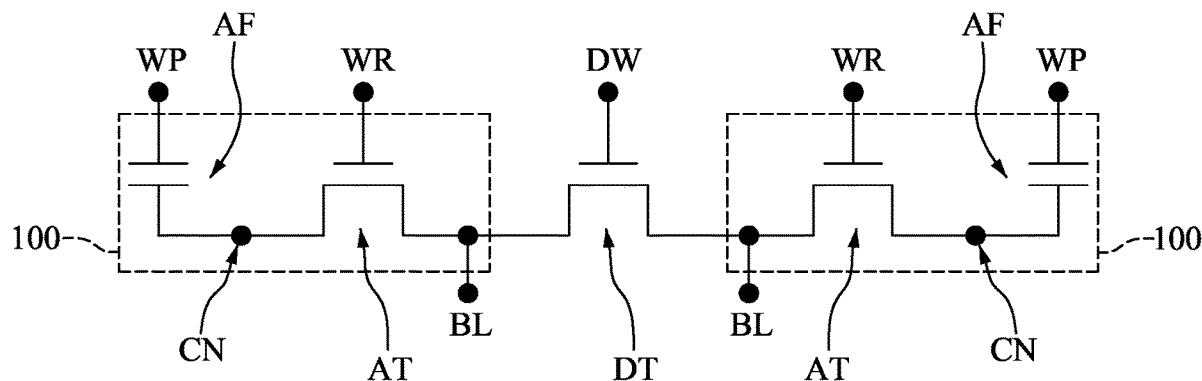 AF AF
WP WR DW WR WP
100 100
BL BL
CN AT DT AT CN